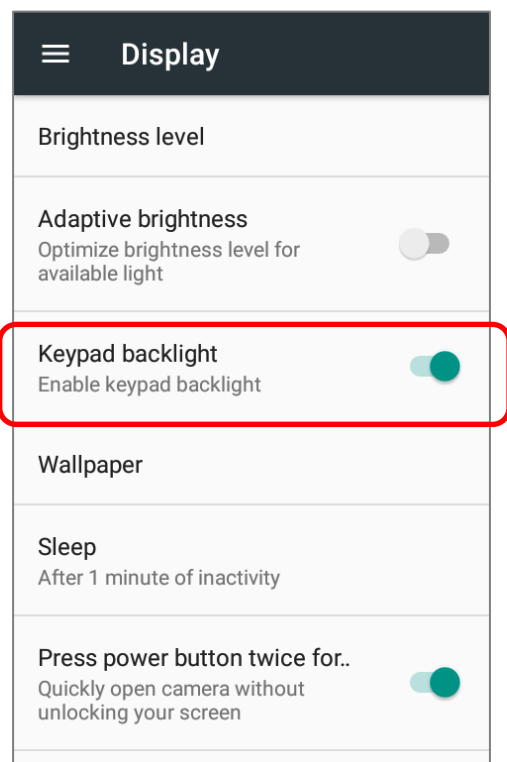 Display
Brightness level
Adaptive brightness
Optimize brightness level for
available light
Keypad backlight
Enable keypad backlight
Wallpaper
Sleep
After 1 minute of inactivity
Press power button twice for..
Quickly open camera without
unlocking your screen